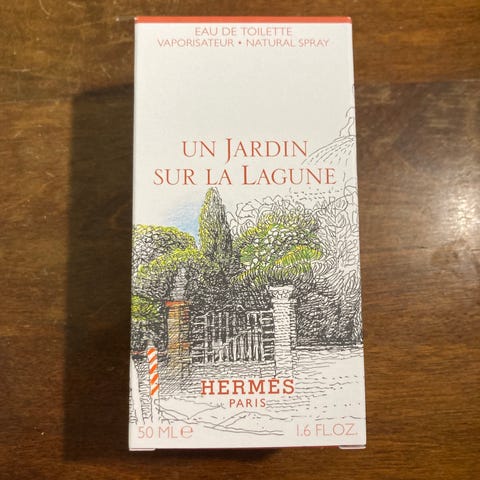 EAU DE TOILETTE
VAPORISATEUR • NATURAL SPRAY
UN JARDIN
SUR LA LAGUNE
HERMÈS
PARIS
50 ML ℮ 1.6 FL.OZ.